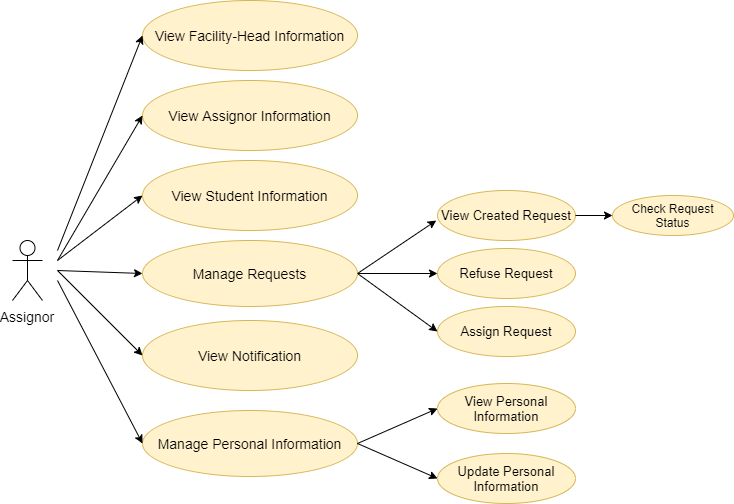 View Facility-Head Information
View Assignor Information
View Student Information
View Created Request
Check Request
Status
Manage Requests
Refuse Request
Assignor
Assign Request
View Notification
View Personal
Information
Manage Personal Information
Update Personal
Information